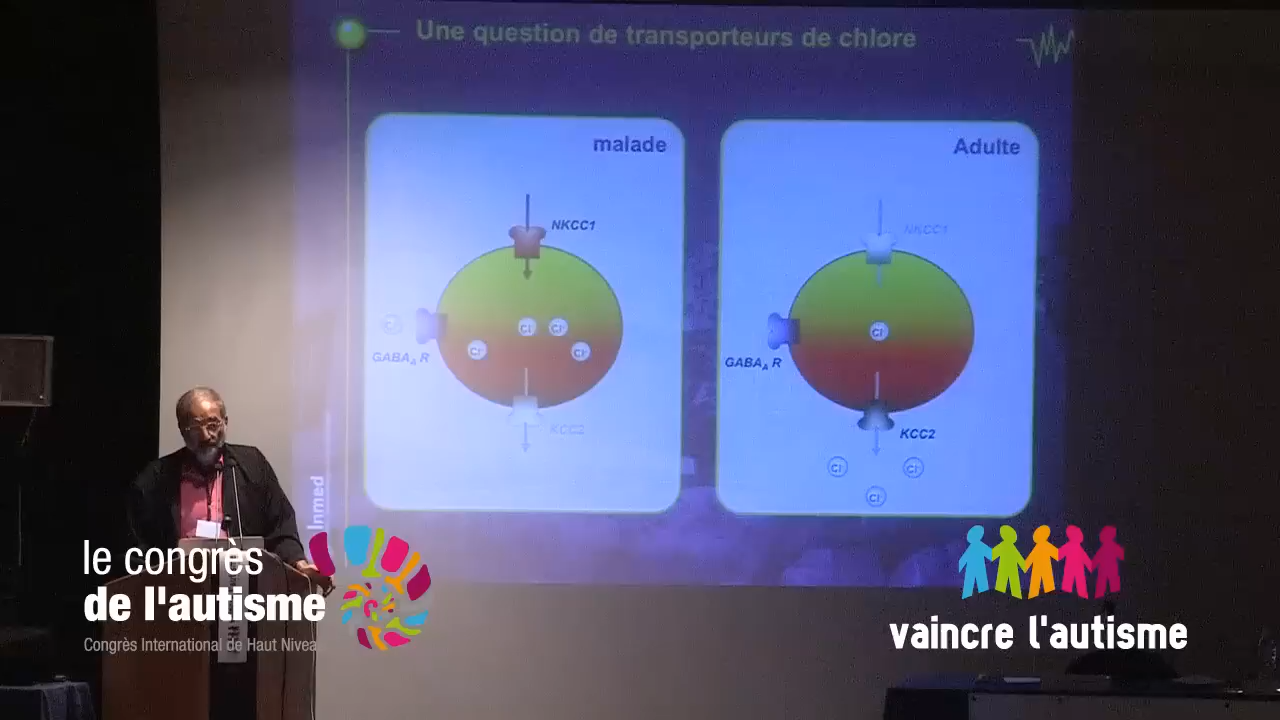 Une question de transporteurs de chlore
malade
NKCC1
Cl-
Cl-
Cl-
Cl-
Cl-
GABAA R
KCC2
Adulte
NKCC1
Cl-
GABAA R
KCC2
Cl-
Cl-
Cl-
Inmed
le congrès
de l'autisme
Congrès International de Haut Nivea
vaincre l'autisme